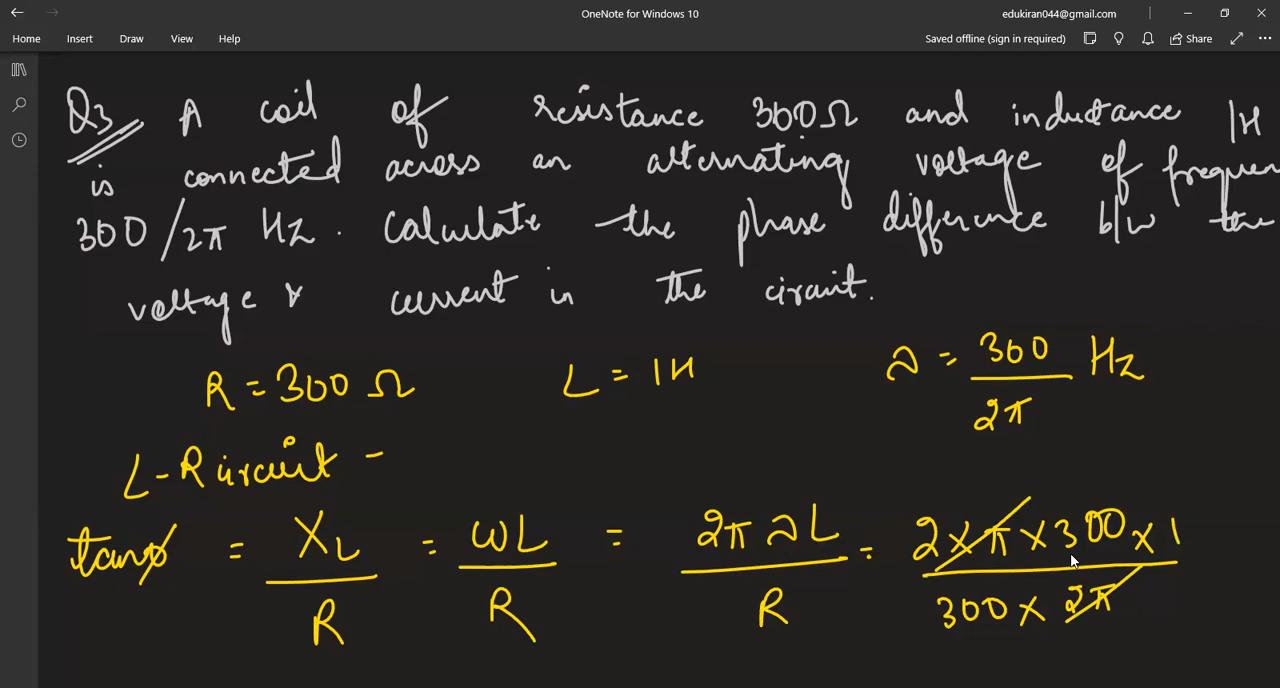 OneNote for Windows 10
edukiran044@gmail.com
Home Insert Draw View Help
Saved offline (sign in required) Share
Q3 A coil of resistance 300Ω and inductance 1H
is connected across an alternating voltage of frequen
300/2π Hz. Calculate the phase difference b/w the
voltage & current in the circuit.
R = 300 Ω L = 1H ν = 300/2π Hz
L-R circuit -
tanφ = X_L/R = ωL/R = 2πνL/R = 2×π×300×1/300×2π